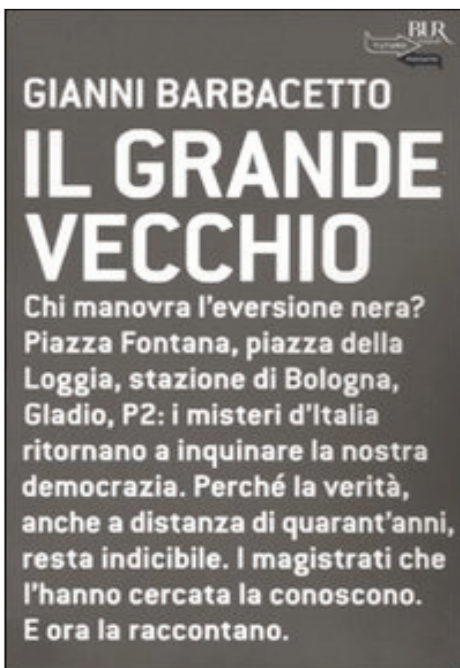 BUR
FUTURO
PASSATO
GIANNI BARBACETTO
IL GRANDE
VECCHIO
Chi manovra l'eversione nera?
Piazza Fontana, piazza della
Loggia, stazione di Bologna,
Gladio, P2: i misteri d'Italia
ritornano a inquinare la nostra
democrazia. Perché la verità,
anche a distanza di quarant'anni,
resta indicibile. I magistrati che
l'hanno cercata la conoscono.
E ora la raccontano.